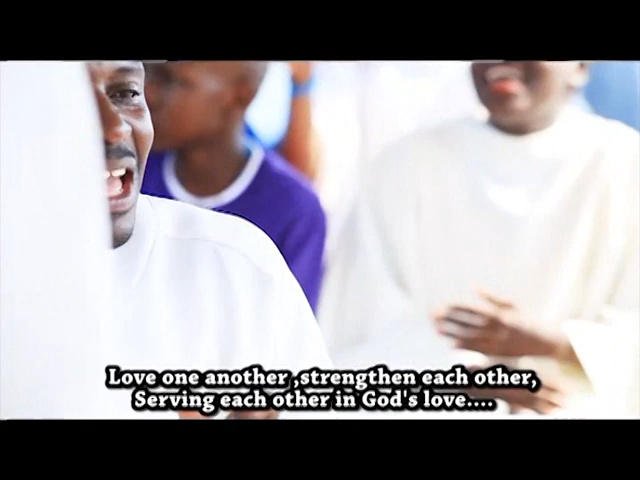 Love one another ,strengthen each other,
Serving each other in God's love....